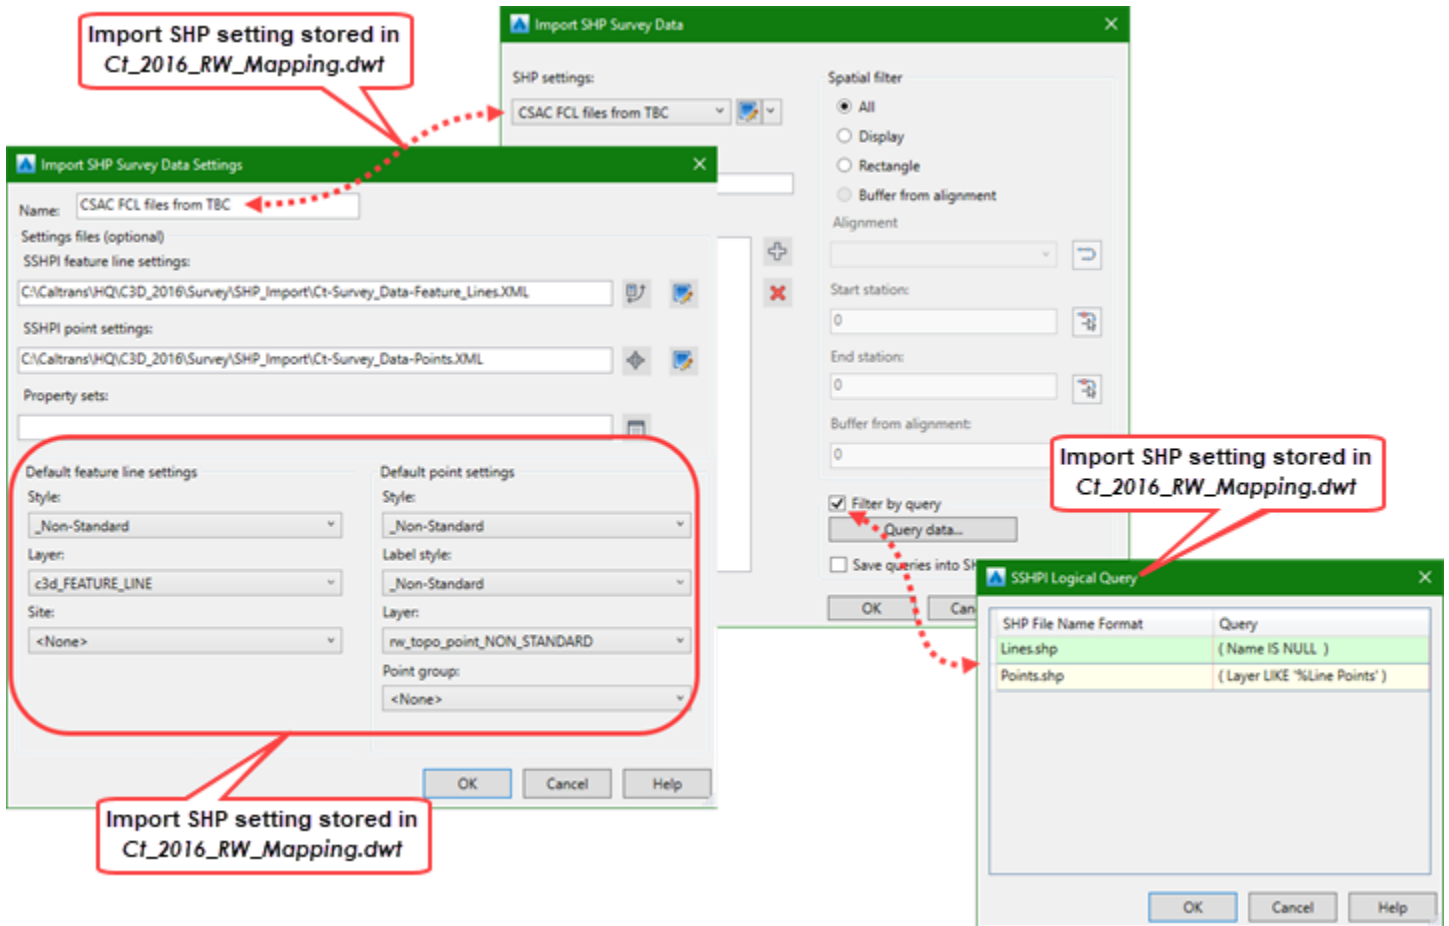 Import SHP setting stored in
Ct_2016_RW_Mapping.dwt
Import SHP Survey Data
SHP settings:
CSAC FCL files from TBC
Spatial filter
All
Display
Rectangle
Buffer from alignment
Alignment
Start station:
0
End station:
0
Buffer from alignment:
0
Filter by query
Query data...
Save queries into
OK
Import SHP Survey Data Settings
Name:
CSAC FCL files from TBC
Settings files (optional)
SSHPI feature line settings:
C:\Caltrans\HQ\C3D_2016\Survey\SHP_Import\Ct-Survey_Data-Feature_Lines.XML
SSHPI point settings:
C:\Caltrans\HQ\C3D_2016\Survey\SHP_Import\Ct-Survey_Data-Points.XML
Property sets:
Default feature line settings
Style:
_Non-Standard
Layer:
c3d_FEATURE_LINE
Site:
<None>
Default point settings
Style:
_Non-Standard
Label style:
_Non-Standard
Layer:
rw_topo_point_NON_STANDARD
Point group:
<None>
OK Cancel Help
Import SHP setting stored in
Ct_2016_RW_Mapping.dwt
Import SHP setting stored in
Ct_2016_RW_Mapping.dwt
SSHPI Logical Query
SHP File Name Format Query
Lines.shp ( Name IS NULL )
Points.shp ( Layer LIKE '%Line Points' )
OK Cancel Help